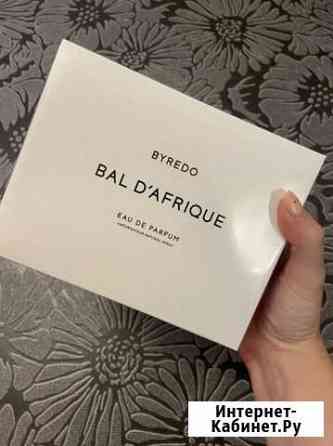 BYREDO
BAL D'AFRIQUE
EAU DE PARFUM
Интернет-
Кабинет.Ру